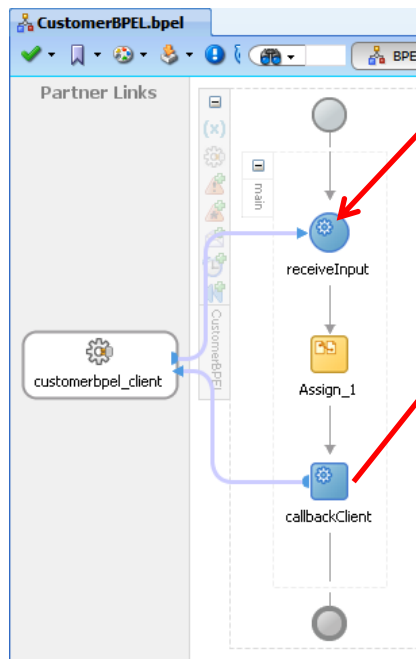 CustomerBPEL.bpel
BPE
Partner Links
(x)
main
receiveInput
CustomerBPEL
customerbpel_client
Assign_1
callbackClient